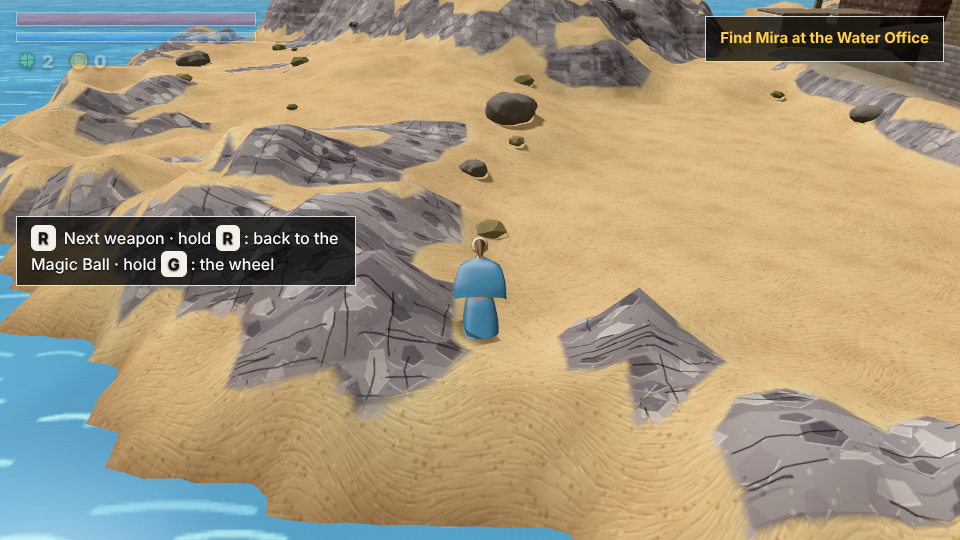 Find Mira at the Water Office
2 0
R Next weapon · hold R : back to the
Magic Ball · hold G : the wheel